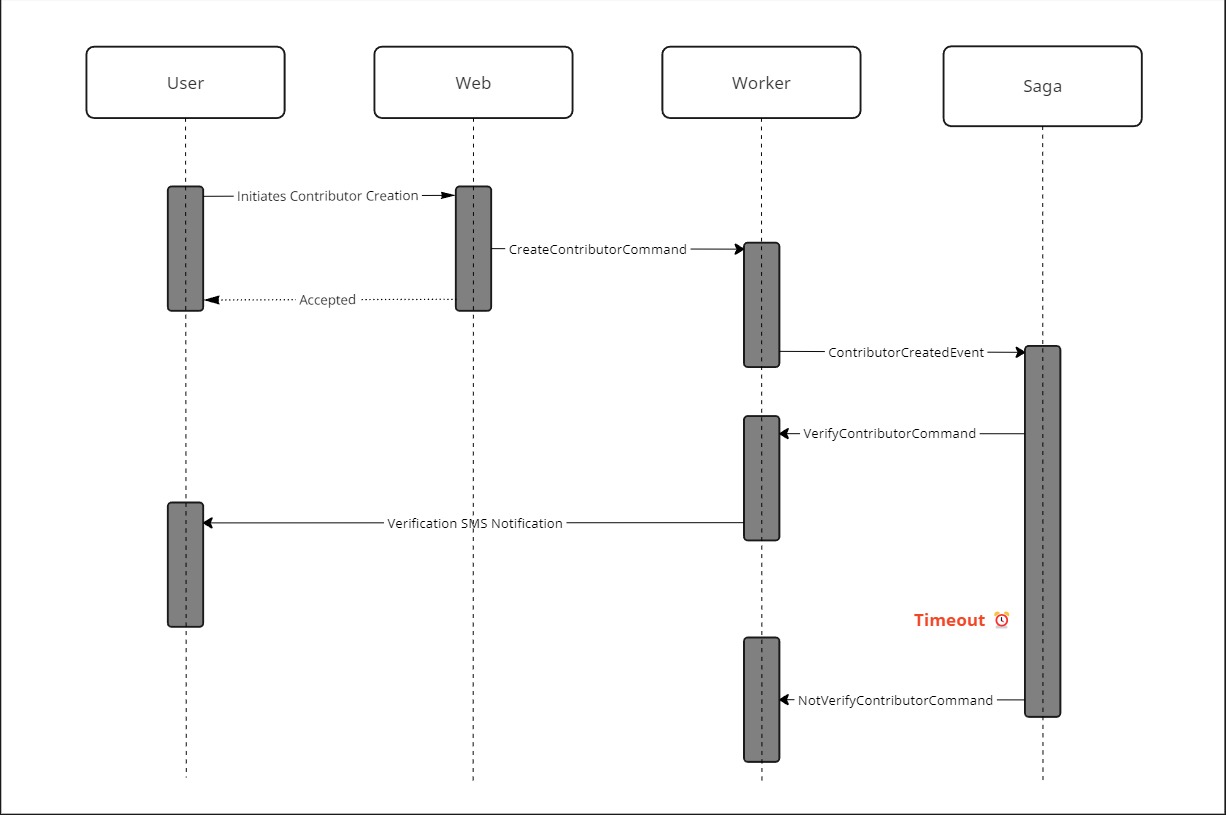 User
Web
Worker
Saga
Initiates Contributor Creation
CreateContributorCommand
Accepted
ContributorCreatedEvent
VerifyContributorCommand
Verification SMS Notification
Timeout ⏰
NotVerifyContributorCommand